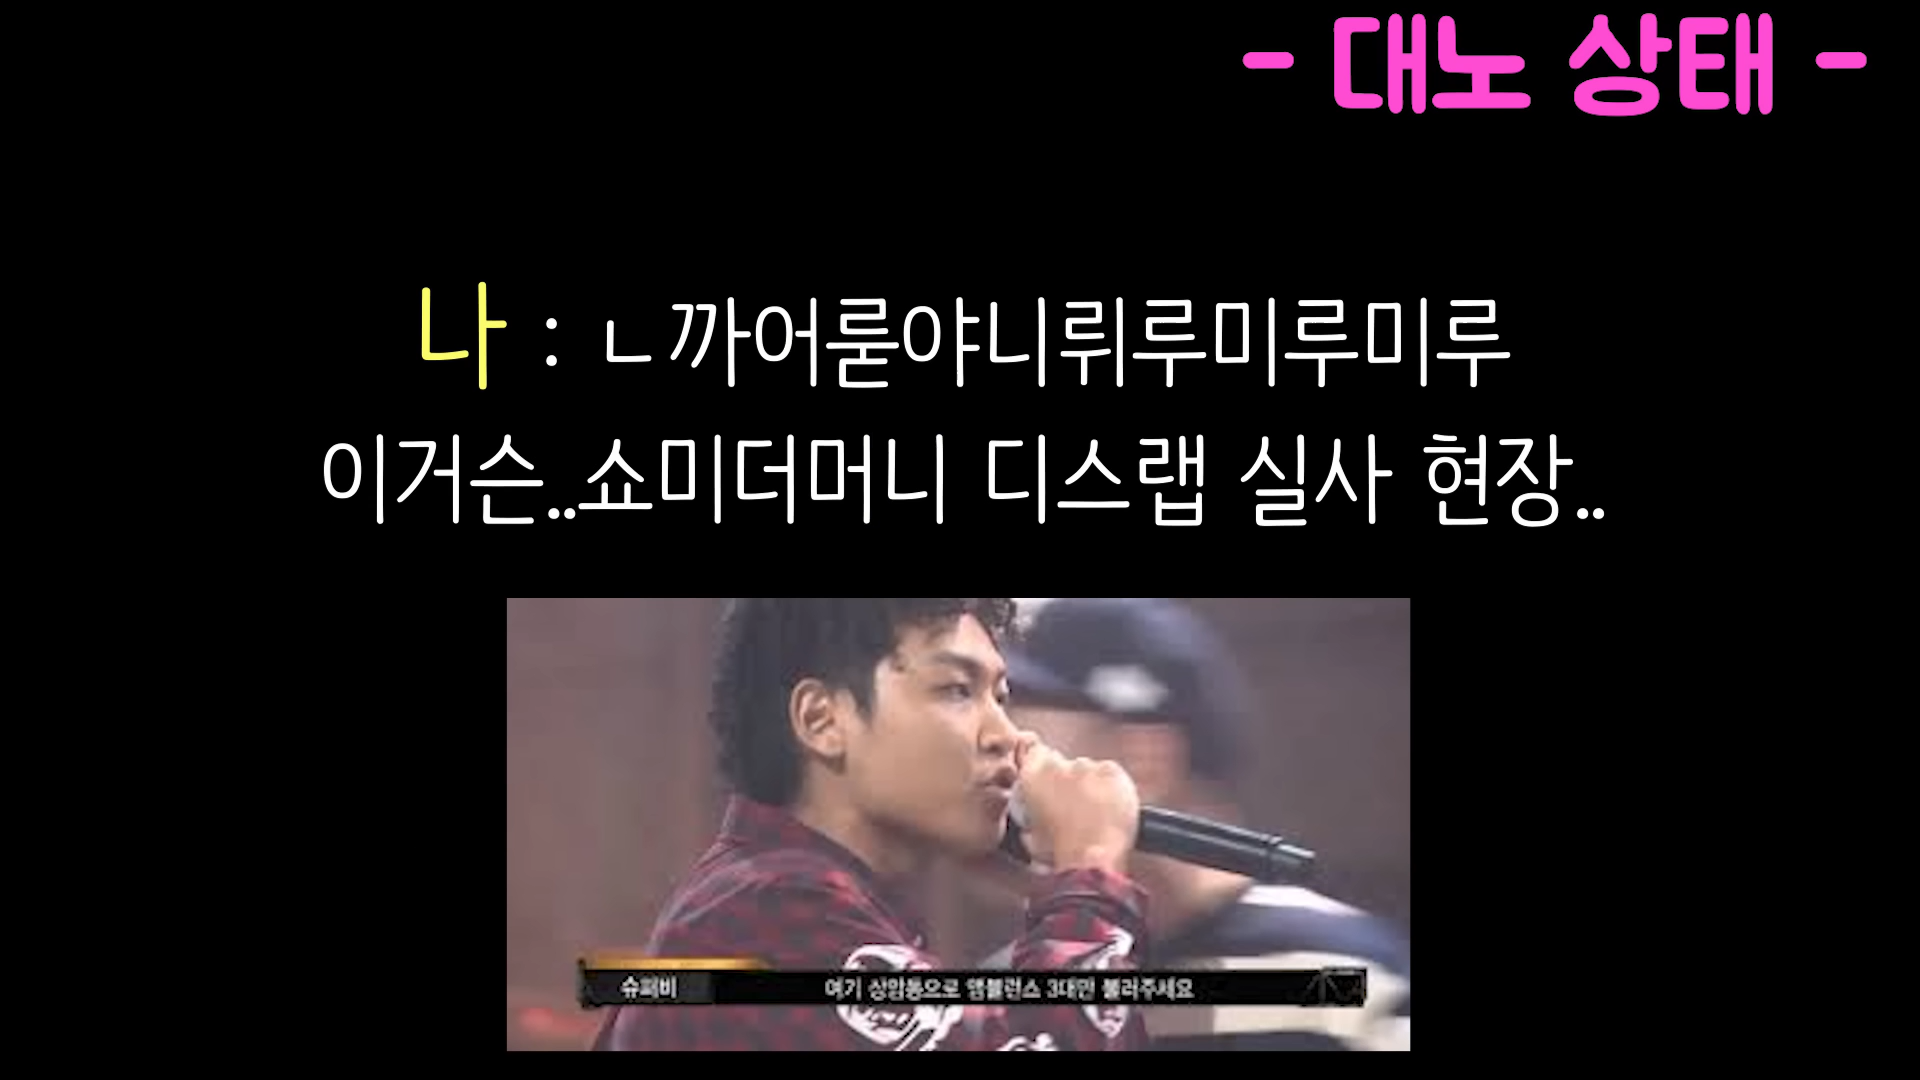 - 대노 상태 -
나 : ㄴ까어룯야니뤼루미루미루
이거슨..쇼미더머니 디스랩 실사 현장..
슈퍼비 여기 상암동으로 앰뷸런스 3대만 불러주세요